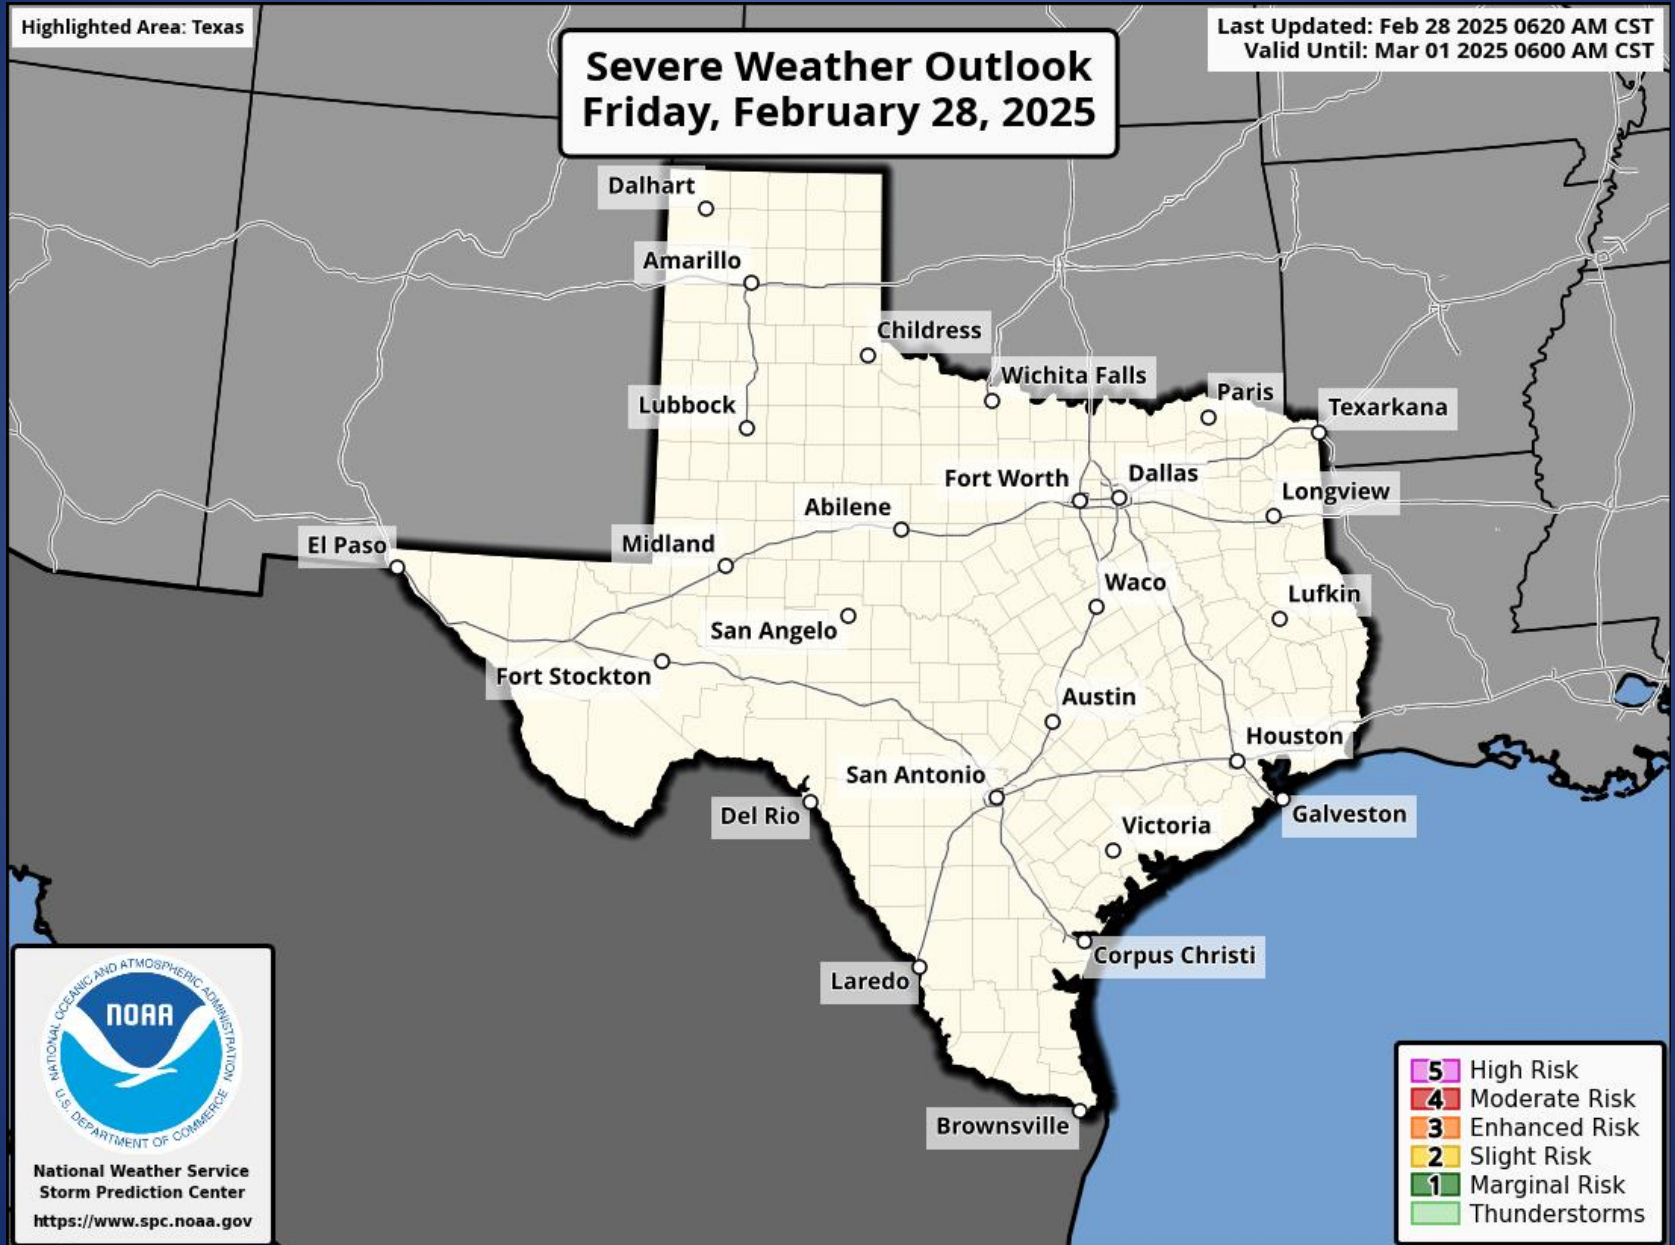 Highlighted Area: Texas
Severe Weather Outlook
Friday, February 28, 2025
Last Updated: Feb 28 2025 0620 AM CST
Valid Until: Mar 01 2025 0600 AM CST
Dalhart
Amarillo
Childress
Wichita Falls
Paris
Texarkana
Lubbock
Fort Worth
Dallas
Longview
Abilene
El Paso
Midland
Waco
Lufkin
San Angelo
Fort Stockton
Austin
Houston
San Antonio
Del Rio
Galveston
Victoria
Corpus Christi
Laredo
Brownsville
NATIONAL OCEANIC AND ATMOSPHERIC ADMINISTRATION
NOAA
U.S. DEPARTMENT OF COMMERCE
National Weather Service
Storm Prediction Center
https://www.spc.noaa.gov
5 High Risk
4 Moderate Risk
3 Enhanced Risk
2 Slight Risk
1 Marginal Risk
Thunderstorms